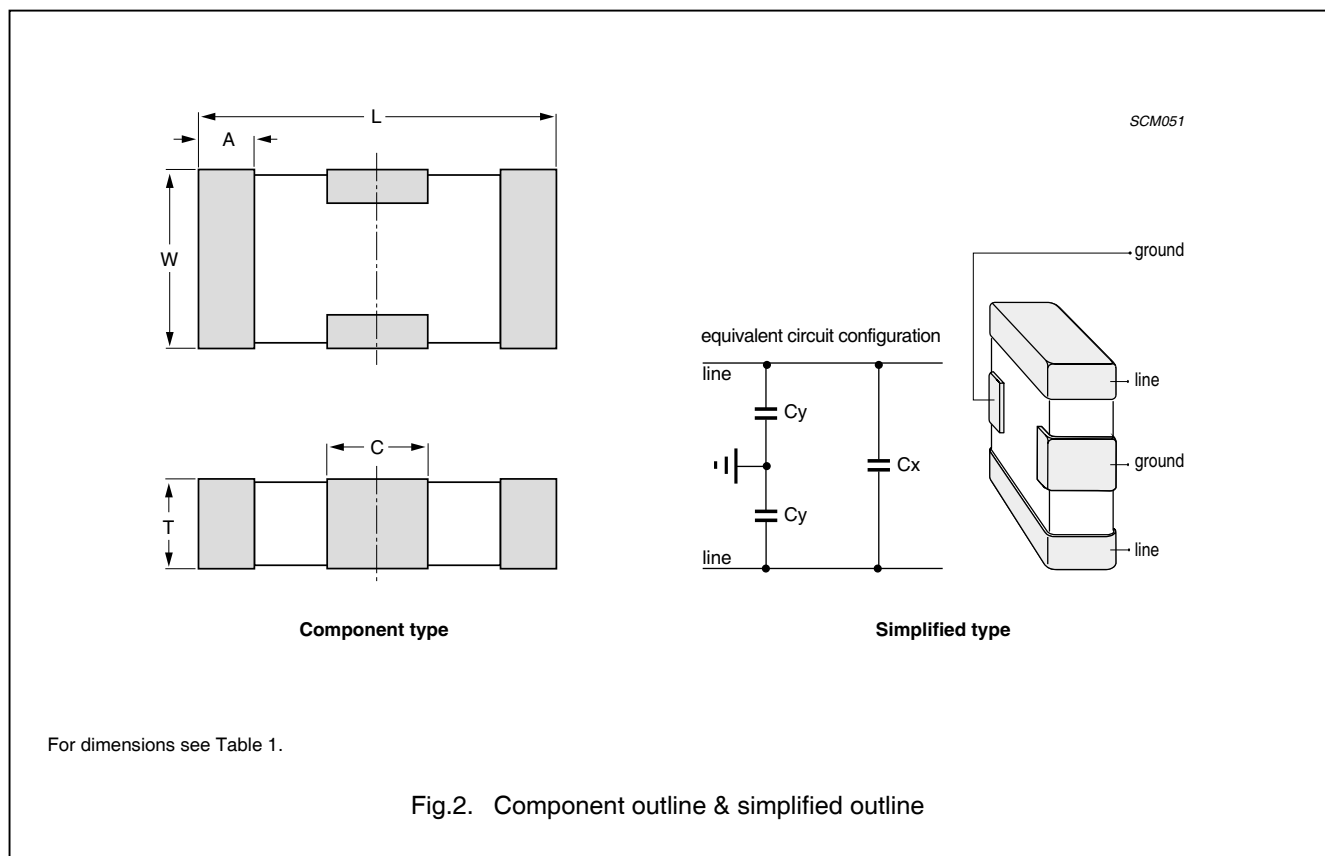 L
SCM051
A
W
ground
equivalent circuit configuration
line
line
Cy
C
Cx
ground
T
Cy
line
line
Component type
Simplified type
For dimensions see Table 1.
Fig.2. Component outline & simplified outline